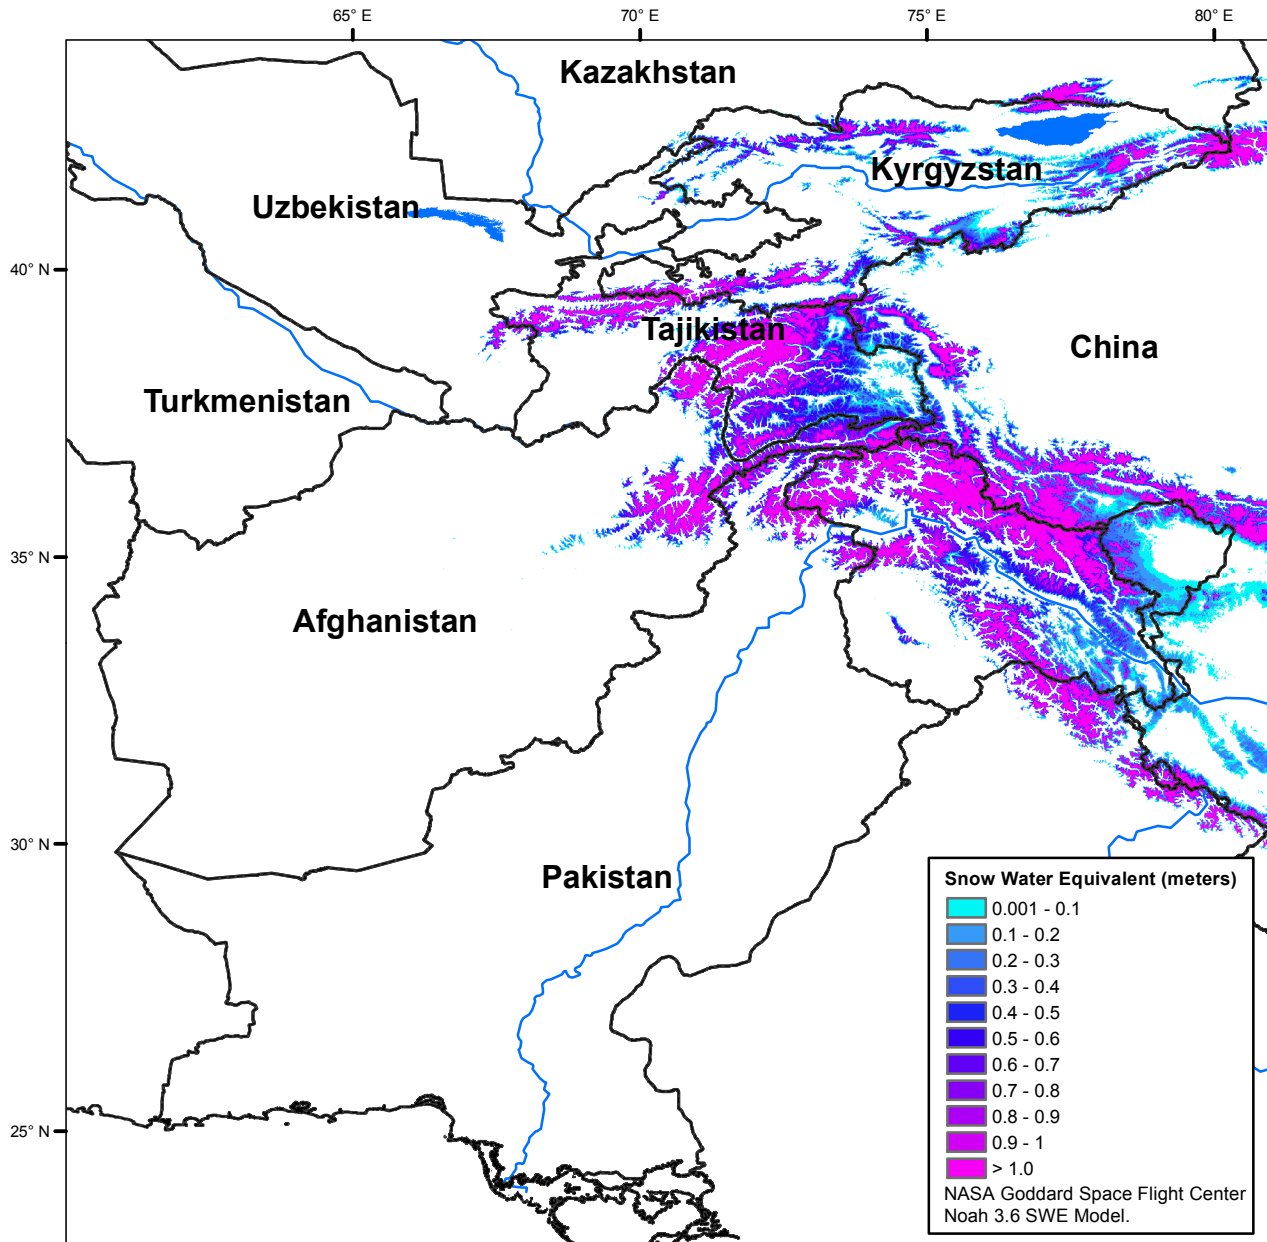 65° E
70° E
75° E
80° E
Kazakhstan
Kyrgyzstan
Uzbekistan
40° N
Tajikistan
China
Turkmenistan
35° N
Afghanistan
30° N
Pakistan
25° N
Snow Water Equivalent (meters)
0.001 - 0.1
0.1 - 0.2
0.2 - 0.3
0.3 - 0.4
0.4 - 0.5
0.5 - 0.6
0.6 - 0.7
0.7 - 0.8
0.8 - 0.9
0.9 - 1
> 1.0
NASA Goddard Space Flight Center
Noah 3.6 SWE Model.